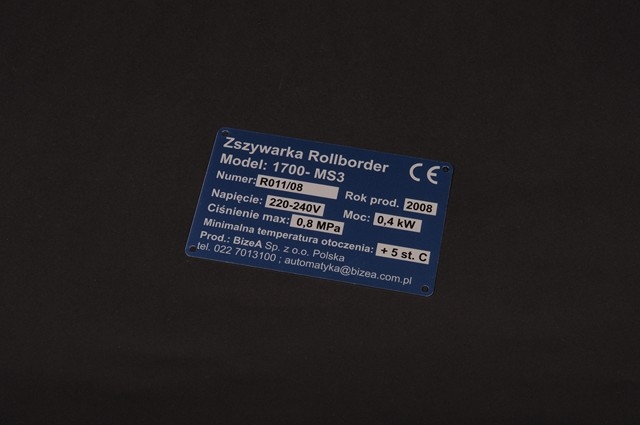 Zszywarka Rollborder
Model: 1700- MS3
CE
Numer: R011/08
Rok prod. 2008
Napięcie: 220-240V
Moc: 0,4 kW
Ciśnienie max: 0,8 MPa
Minimalna temperatura otoczenia: + 5 st. C
Prod.: BizeA Sp. z o.o. Polska
tel. 022 7013100 ; automatyka@bizea.com.pl